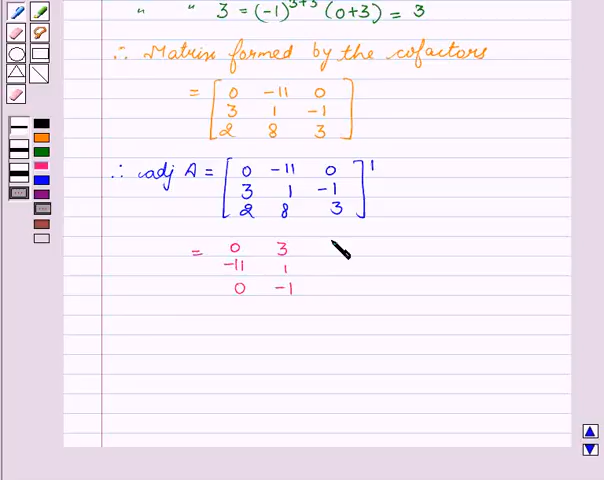 " " 3 = (-1)^3+3 (0+3) = 3
∴ Matrix formed by the cofactors
= [ 0 -11 0
3 1 -1
2 8 3 ]
∴ adj A = [ 0 -11 0 ]'
3 1 -1
2 8 3
= 0 3
-11 1
0 -1